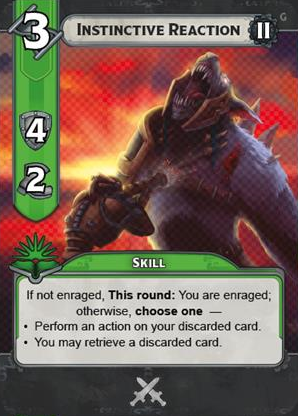 3
INSTINCTIVE REACTION
II
G
4
2
SKILL
If not enraged, This round: You are enraged;
otherwise, choose one —
• Perform an action on your discarded card.
• You may retrieve a discarded card.